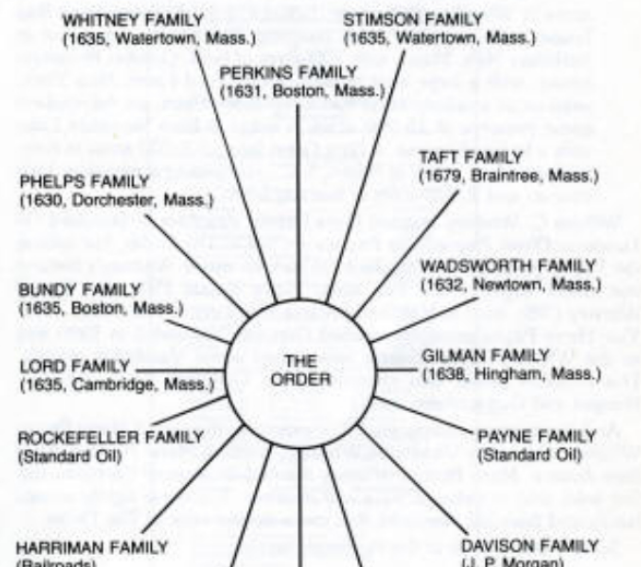 WHITNEY FAMILY
(1635, Watertown, Mass.)
STIMSON FAMILY
(1635, Watertown, Mass.)
PERKINS FAMILY
(1631, Boston, Mass.)
TAFT FAMILY
(1679, Braintree, Mass.)
PHELPS FAMILY
(1630, Dorchester, Mass.)
WADSWORTH FAMILY
(1632, Newtown, Mass.)
BUNDY FAMILY
(1635, Boston, Mass.)
THE
ORDER
LORD FAMILY
(1635, Cambridge, Mass.)
GILMAN FAMILY
(1638, Hingham, Mass.)
ROCKEFELLER FAMILY
(Standard Oil)
PAYNE FAMILY
(Standard Oil)
HARRIMAN FAMILY
(Railroads)
DAVISON FAMILY
(J. P. Morgan)